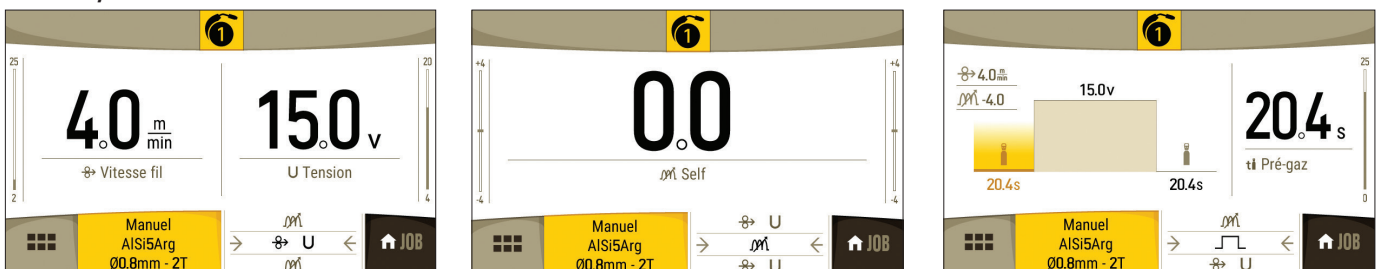 1
25
20
4.0 m/min
15.0 v
Vitesse fil
U Tension
2
4
Manuel
AlSi5Arg
Ø0.8mm - 2T
U
JOB
1
+4
+4
0.0
Self
-4
-4
Manuel
AlSi5Arg
Ø0.8mm - 2T
U
U
JOB
1
4.0 m/min
-4.0
15.0v
25
20.4 s
Pré-gaz
20.4s
20.4s
0
Manuel
AlSi5Arg
Ø0.8mm - 2T
U
JOB